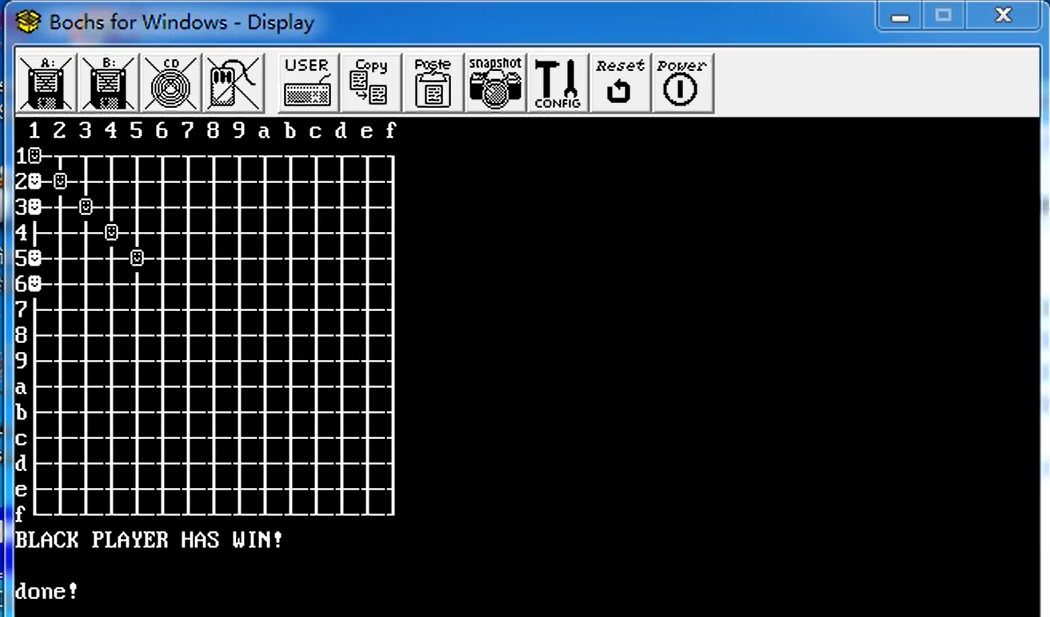 Bochs for Windows - Display
A: B: CD USER Copy Poste snapshot CONFIG Reset Power
1 2 3 4 5 6 7 8 9 a b c d e f
1
2
3
4
5
6
7
8
9
a
b
c
d
e
f
BLACK PLAYER HAS WIN!
done!